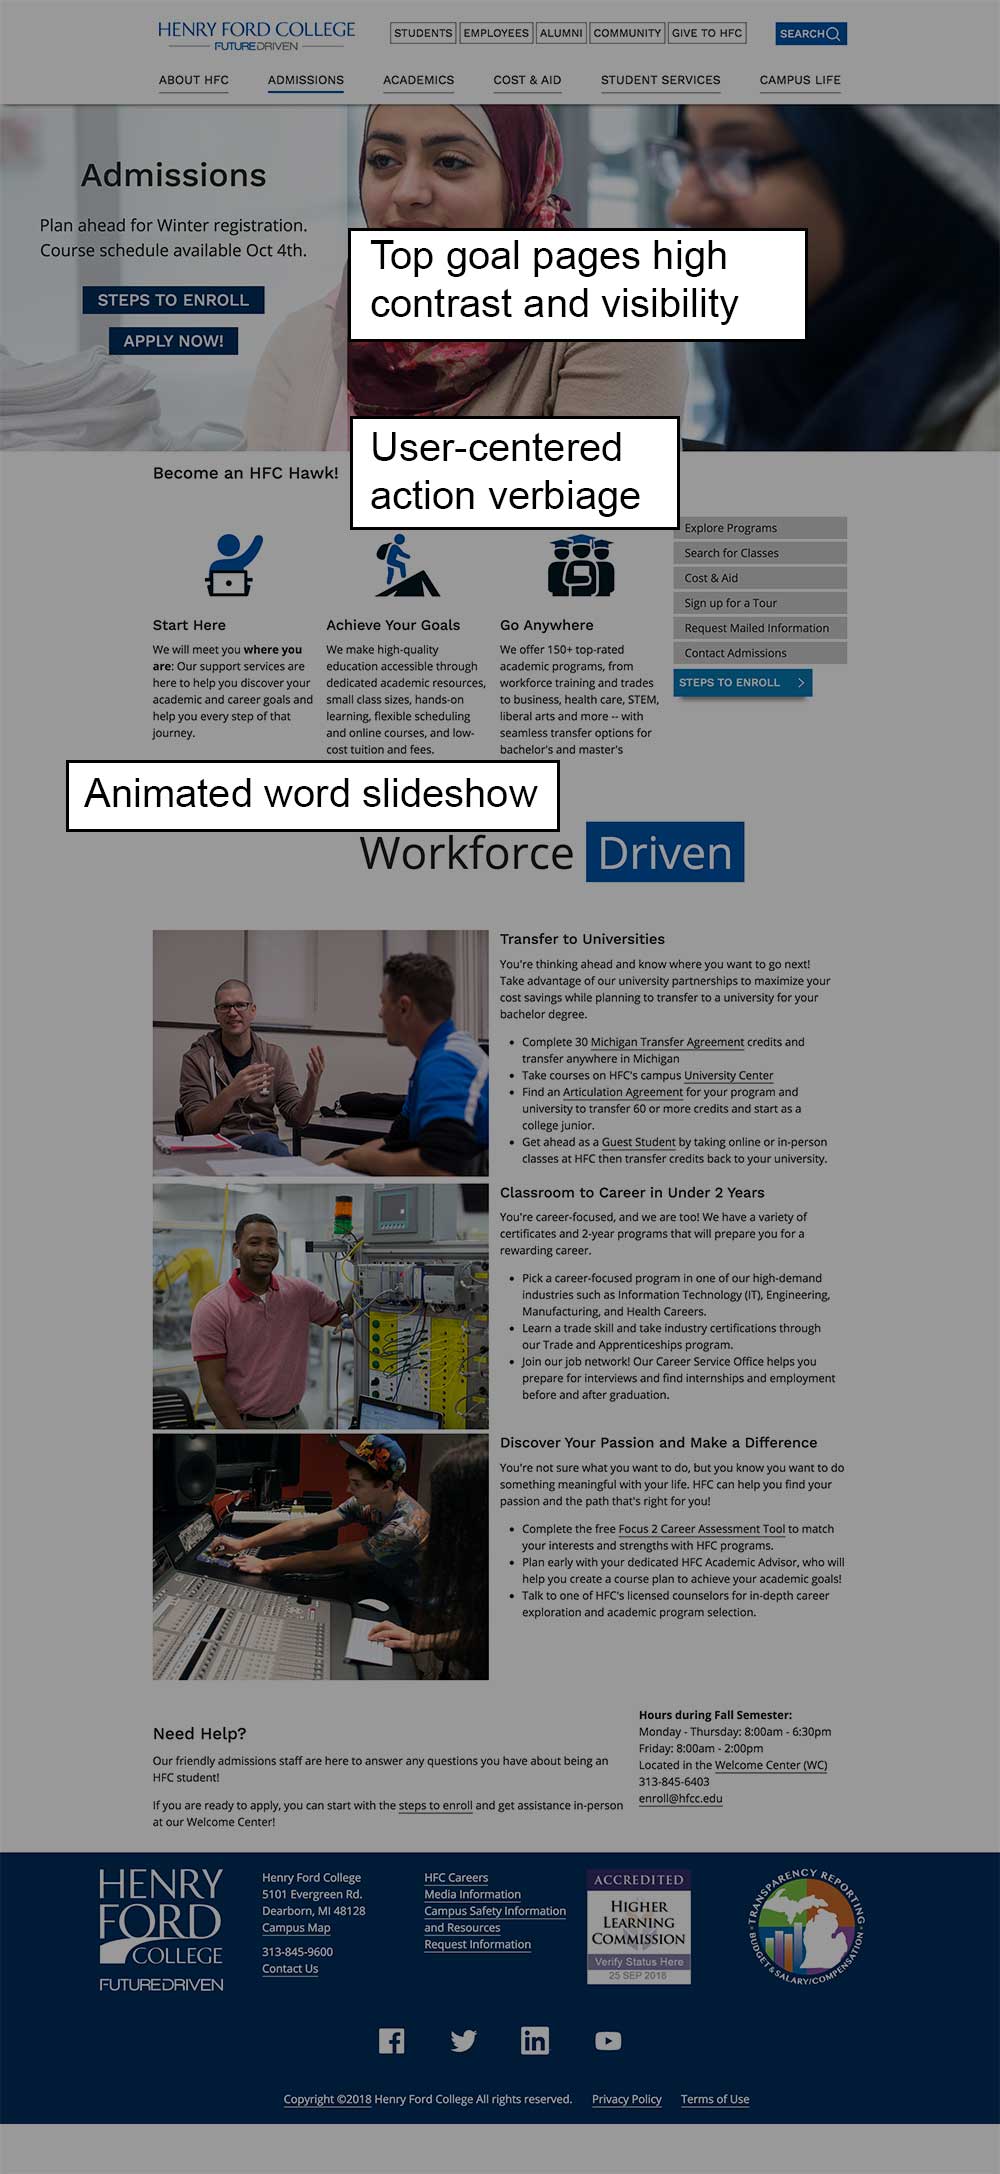 HENRY FORD COLLEGE
FUTUREDRIVEN
STUDENTS EMPLOYEES ALUMNI COMMUNITY GIVE TO HFC SEARCH
ABOUT HFC ADMISSIONS ACADEMICS COST & AID STUDENT SERVICES CAMPUS LIFE
Admissions
Plan ahead for Winter registration.
Course schedule available Oct 4th.
STEPS TO ENROLL
APPLY NOW!
Top goal pages high
contrast and visibility
User-centered
action verbiage
Become an HFC Hawk!
Start Here
We will meet you where you
are: Our support services are
here to help you discover your
academic and career goals and
help you every step of that
journey.
Achieve Your Goals
We make high-quality
education accessible through
dedicated academic resources,
small class sizes, hands-on
learning, flexible scheduling
and online courses, and low-
cost tuition and fees.
Go Anywhere
We offer 150+ top-rated
academic programs, from
workforce training and trades
to business, health care, STEM,
liberal arts and more -- with
seamless transfer options for
bachelor's and master's
Explore Programs
Search for Classes
Cost & Aid
Sign up for a Tour
Request Mailed Information
Contact Admissions
STEPS TO ENROLL
Animated word slideshow
Workforce Driven
Transfer to Universities
You're thinking ahead and know where you want to go next!
Take advantage of our university partnerships to maximize your
cost savings while planning to transfer to a university for your
bachelor degree.
• Complete 30 Michigan Transfer Agreement credits and
transfer anywhere in Michigan
• Take courses on HFC's campus University Center
• Find an Articulation Agreement for your program and
university to transfer 60 or more credits and start as a
college junior.
• Get ahead as a Guest Student by taking online or in-person
classes at HFC then transfer credits back to your university.
Classroom to Career in Under 2 Years
You're career-focused, and we are too! We have a variety of
certificates and 2-year programs that will prepare you for a
rewarding career.
• Pick a career-focused program in one of our high-demand
industries such as Information Technology (IT), Engineering,
Manufacturing, and Health Careers.
• Learn a trade skill and take industry certifications through
our Trade and Apprenticeships program.
• Join our job network! Our Career Service Office helps you
prepare for interviews and find internships and employment
before and after graduation.
Discover Your Passion and Make a Difference
You're not sure what you want to do, but you know you want to do
something meaningful with your life. HFC can help you find your
passion and the path that's right for you!
• Complete the free Focus 2 Career Assessment Tool to match
your interests and strengths with HFC programs.
• Plan early with your dedicated HFC Academic Advisor, who will
help you create a course plan to achieve your academic goals!
• Talk to one of HFC's licensed counselors for in-depth career
exploration and academic program selection.
Need Help?
Our friendly admissions staff are here to answer any questions you have about being an
HFC student!
If you are ready to apply, you can start with the steps to enroll and get assistance in-person
at our Welcome Center!
Hours during Fall Semester:
Monday - Thursday: 8:00am - 6:30pm
Friday: 8:00am - 2:00pm
Located in the Welcome Center (WC)
313-845-6403
enroll@hfcc.edu
HENRY
FORD
COLLEGE
FUTUREDRIVEN
Henry Ford College
5101 Evergreen Rd.
Dearborn, MI 48128
Campus Map
313-845-9600
Contact Us
HFC Careers
Media Information
Campus Safety Information
and Resources
Request Information
ACCREDITED
HIGHER
LEARNING
COMMISSION
Verify Status Here
25 SEP 2018
TRANSPARENCY REPORTING
BUDGET & SALARY/COMPENSATION
Copyright ©2018 Henry Ford College All rights reserved. Privacy Policy Terms of Use